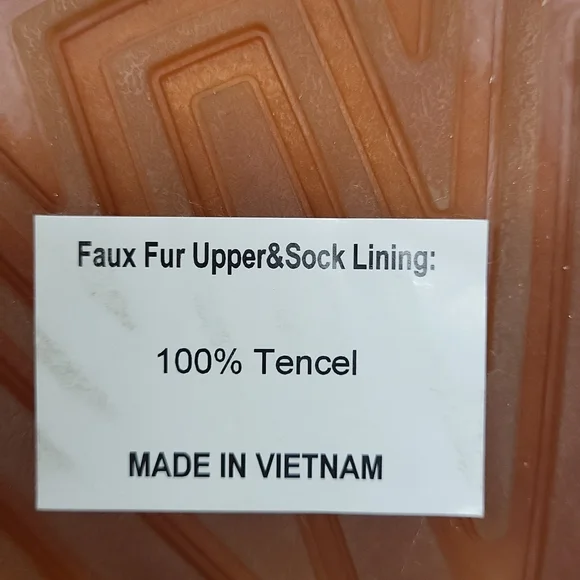 Faux Fur Upper&Sock Lining:
100% Tencel
MADE IN VIETNAM